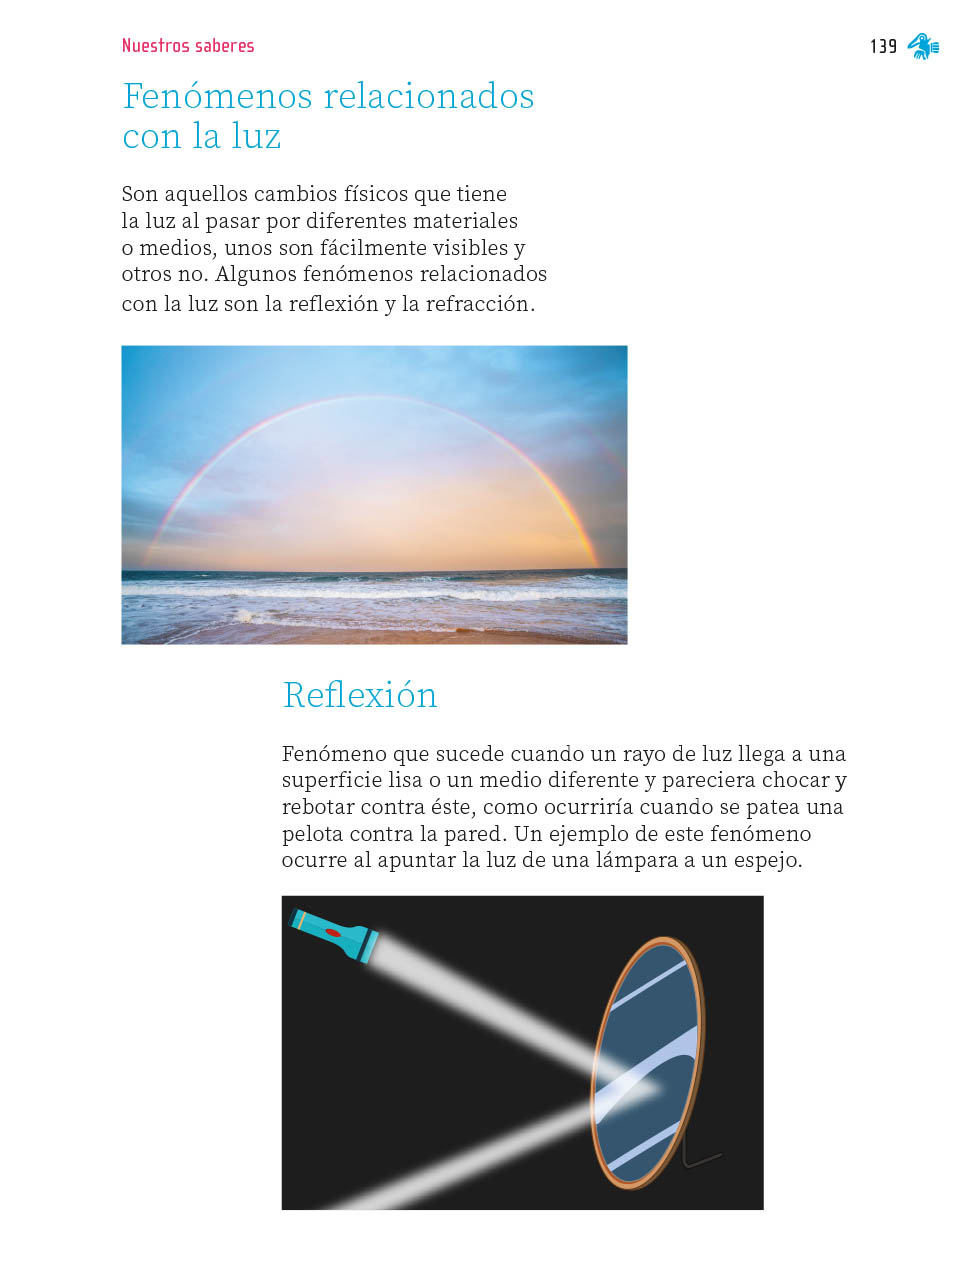 Nuestros saberes
139
Fenómenos relacionados
con la luz
Son aquellos cambios físicos que tiene
la luz al pasar por diferentes materiales
o medios, unos son fácilmente visibles y
otros no. Algunos fenómenos relacionados
con la luz son la reflexión y la refracción.
Reflexión
Fenómeno que sucede cuando un rayo de luz llega a una
superficie lisa o un medio diferente y pareciera chocar y
rebotar contra éste, como ocurriría cuando se patea una
pelota contra la pared. Un ejemplo de este fenómeno
ocurre al apuntar la luz de una lámpara a un espejo.